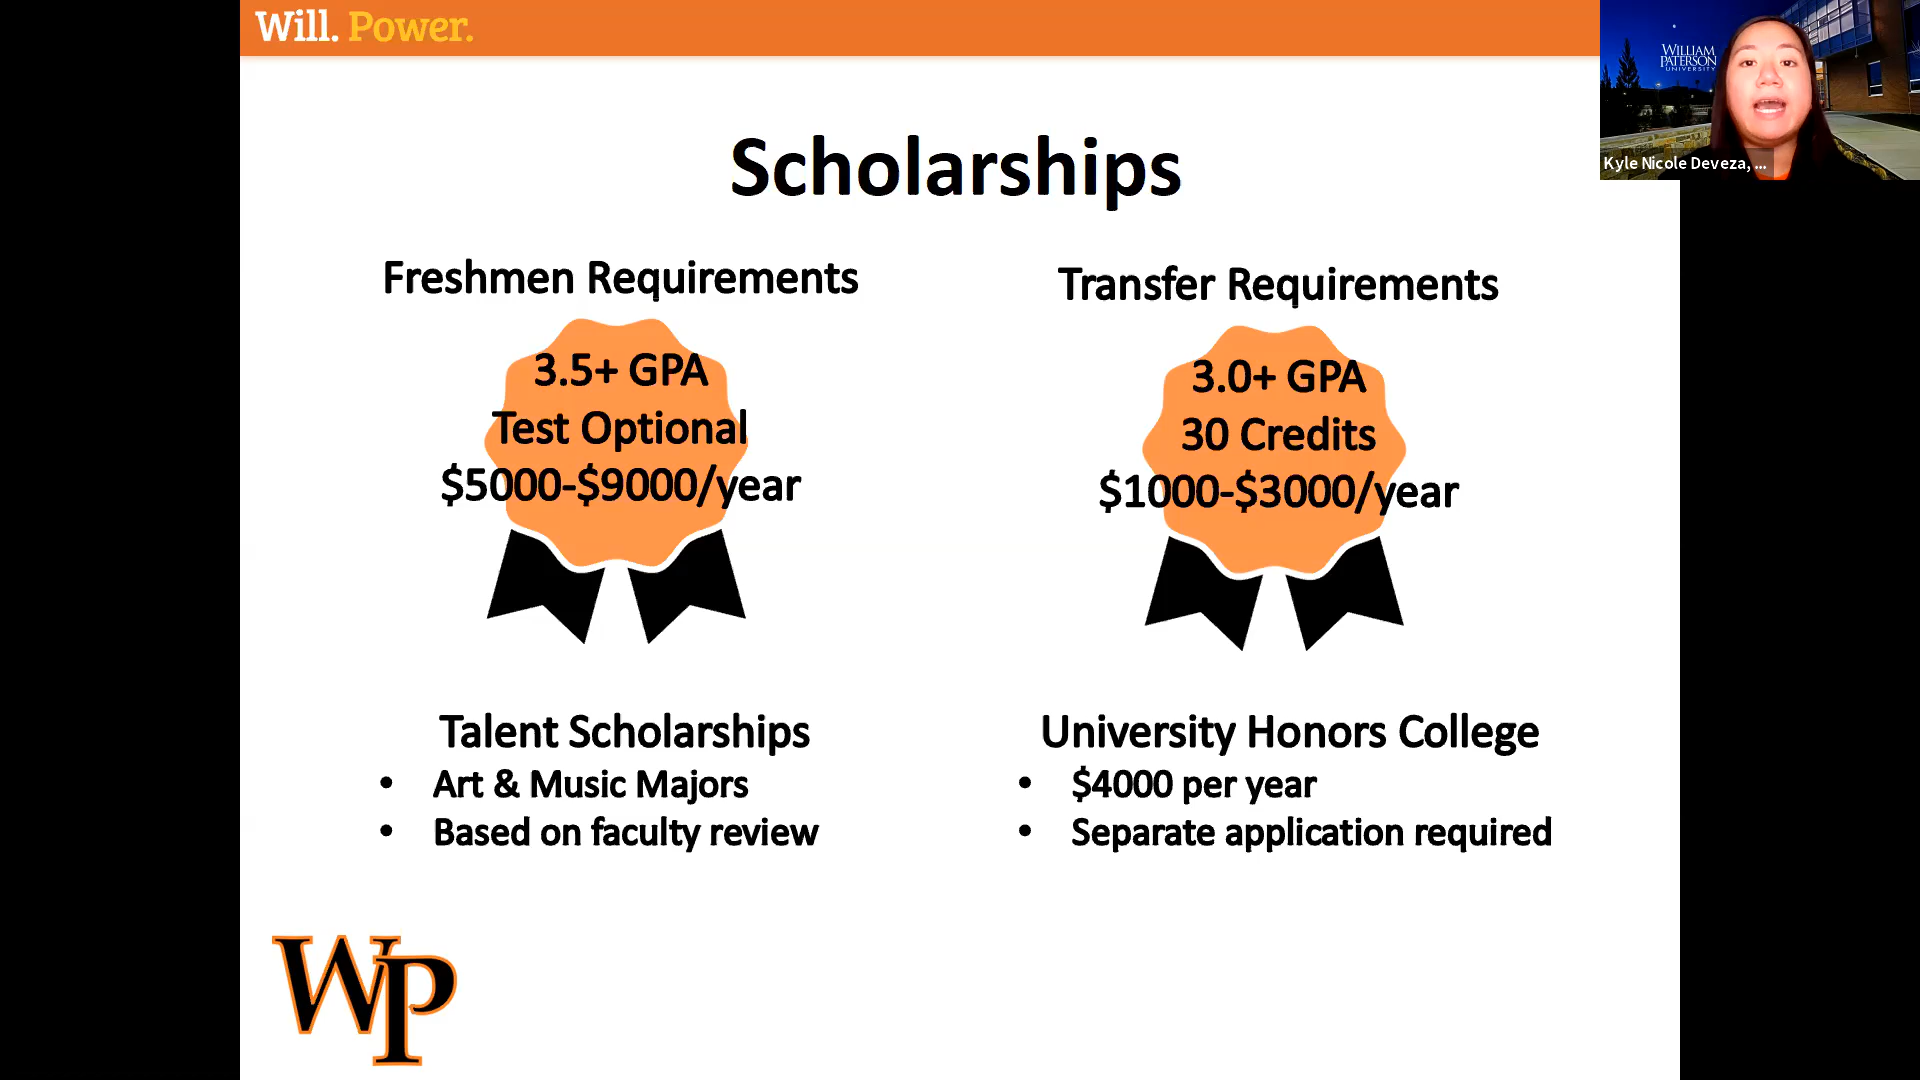 Will. Power.
WILLIAM
PATERSON
UNIVERSITY
Kyle Nicole Deveza, ...
Scholarships
Freshmen Requirements
3.5+ GPA
Test Optional
$5000-$9000/year
Transfer Requirements
3.0+ GPA
30 Credits
$1000-$3000/year
Talent Scholarships
• Art & Music Majors
• Based on faculty review
University Honors College
• $4000 per year
• Separate application required
WP